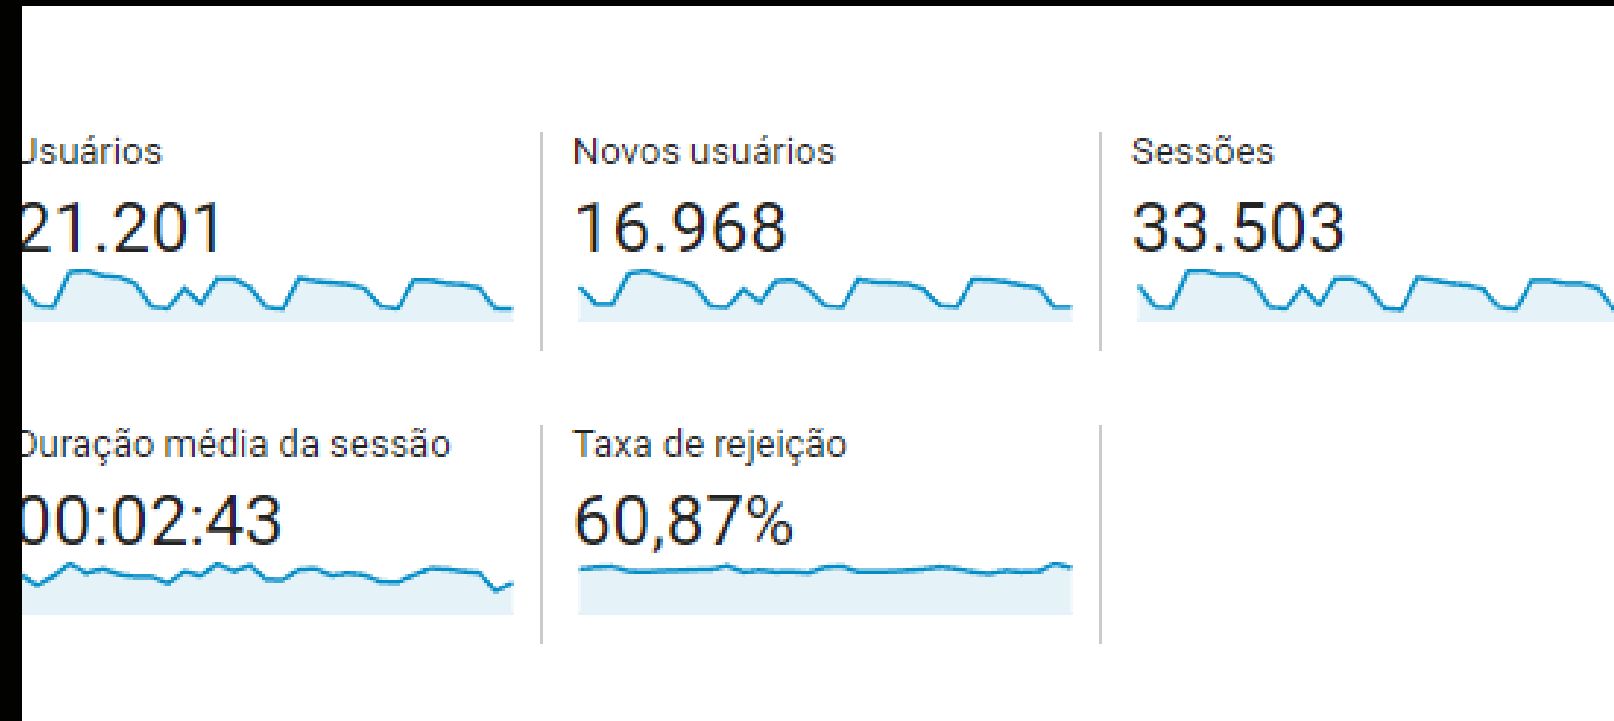 Usuários
21.201
Novos usuários
16.968
Sessões
33.503
Duração média da sessão
00:02:43
Taxa de rejeição
60,87%